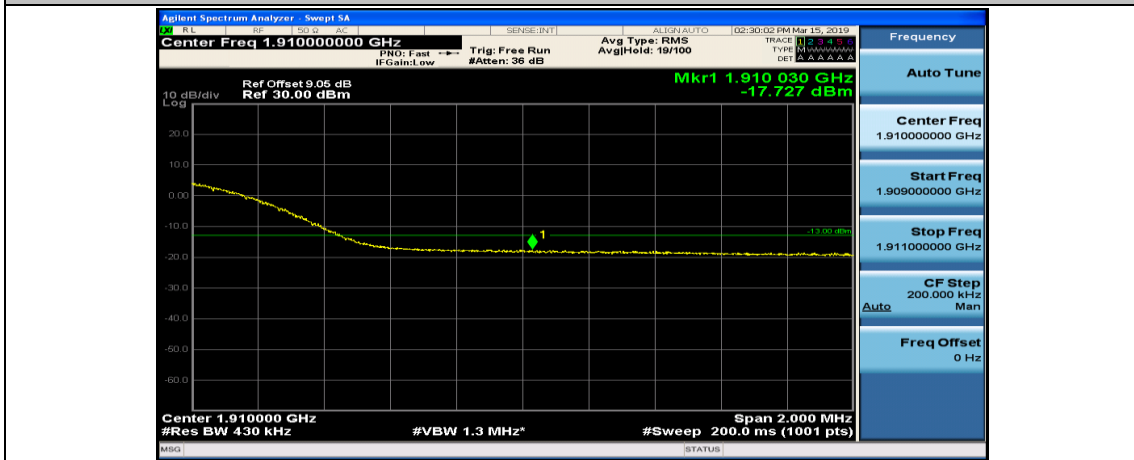 Agilent Spectrum Analyzer - Swept SA
LXI RL RF 50 Ω AC SENSE:INT ALIGN AUTO 02:30:02 PM Mar 15, 2019
Center Freq 1.910000000 GHz
PNO: Fast
IFGain:Low
Trig: Free Run
#Atten: 36 dB
Avg Type: RMS
Avg|Hold: 19/100
TRACE 1 2 3 4 5 6
TYPE M W W W W W
DET A A A A A A
Ref Offset 9.05 dB
Ref 30.00 dBm
10 dB/div
Log
Mkr1 1.910 030 GHz
-17.727 dBm
20.0
10.0
0.00
-10.0
-20.0
-30.0
-40.0
-50.0
-60.0
1
-13.00 dBm
Center 1.910000 GHz
Span 2.000 MHz
#Res BW 430 kHz
#VBW 1.3 MHz*
#Sweep 200.0 ms (1001 pts)
MSG
STATUS
Frequency
Auto Tune
Center Freq
1.910000000 GHz
Start Freq
1.909000000 GHz
Stop Freq
1.911000000 GHz
CF Step
200.000 kHz
Auto Man
Freq Offset
0 Hz